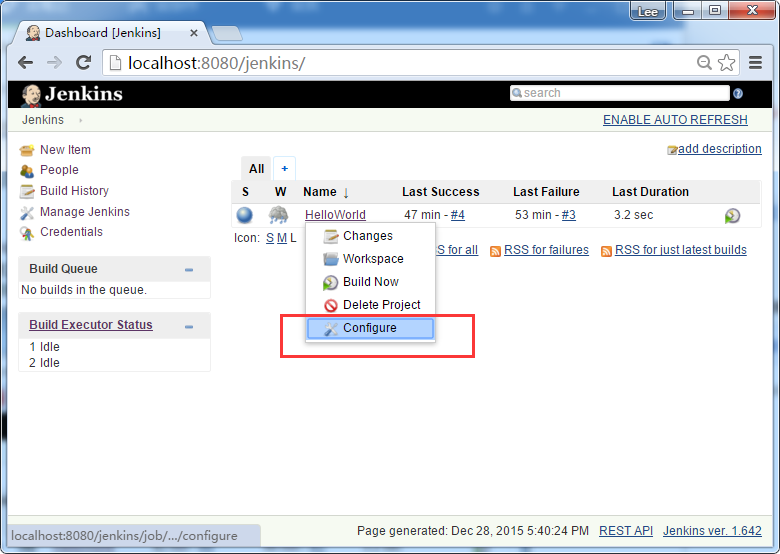 Lee
Dashboard [Jenkins]
localhost:8080/jenkins/
Jenkins
search
Jenkins
ENABLE AUTO REFRESH
New Item
People
Build History
Manage Jenkins
Credentials
add description
All +
S W Name ↓ Last Success Last Failure Last Duration
HelloWorld 47 min - #4 53 min - #3 3.2 sec
Icon: S M L
S for all RSS for failures RSS for just latest builds
Changes
Workspace
Build Now
Delete Project
Configure
Build Queue
No builds in the queue.
Build Executor Status
1 Idle
2 Idle
localhost:8080/jenkins/job/.../configure
Page generated: Dec 28, 2015 5:40:24 PM REST API Jenkins ver. 1.642